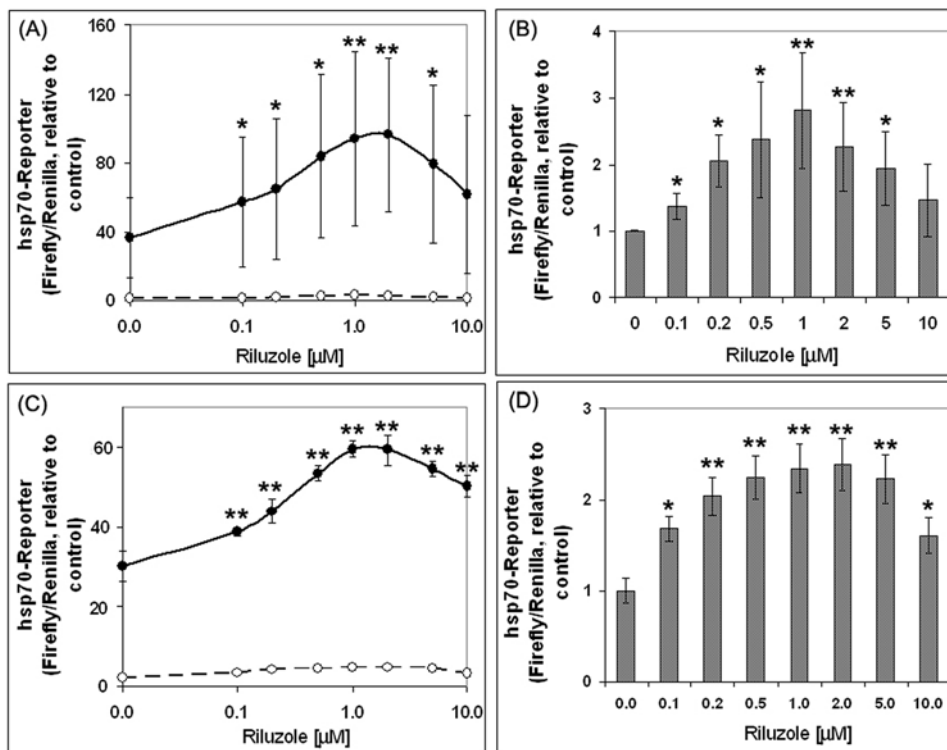 (A)
hsp70-Reporter
(Firefly/Renilla, relative to
control)
160
120
80
40
0
* * * ** ** *
0.0 0.1 1.0 10.0
Riluzole [µM]
(B)
hsp70-Reporter
(Firefly/Renilla, relative to
control)
4
3
2
1
0
* * * ** ** *
0 0.1 0.2 0.5 1 2 5 10
Riluzole [µM]
(C)
hsp70-Reporter
(Firefly/Renilla, relative to
control)
60
40
20
0
** ** ** ** ** ** **
0.0 0.1 1.0 10.0
Riluzole [µM]
(D)
hsp70-Reporter
(Firefly/Renilla, relative to
control)
3
2
1
0
* ** ** ** ** ** *
0.0 0.1 0.2 0.5 1.0 2.0 5.0 10.0
Riluzole [µM]